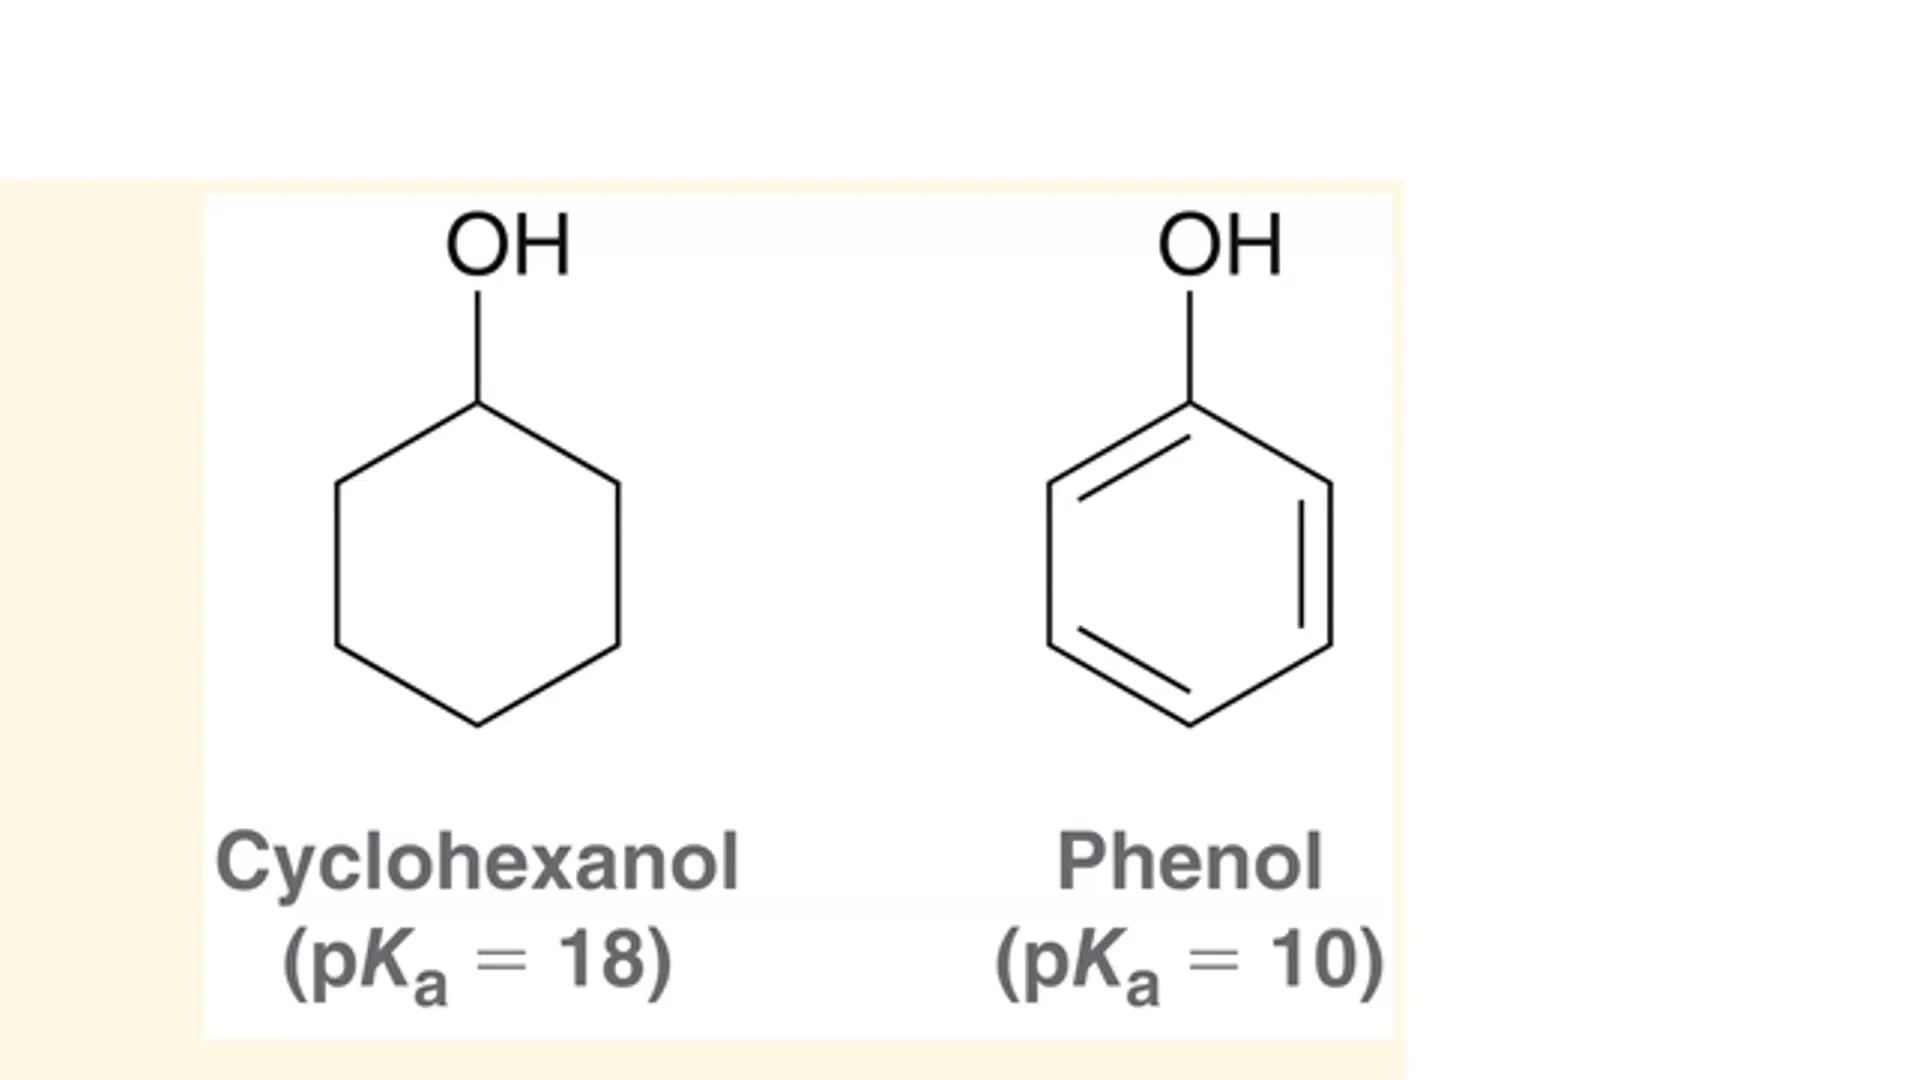 OH OH
Cyclohexanol Phenol
(pKa = 18) (pKa = 10)